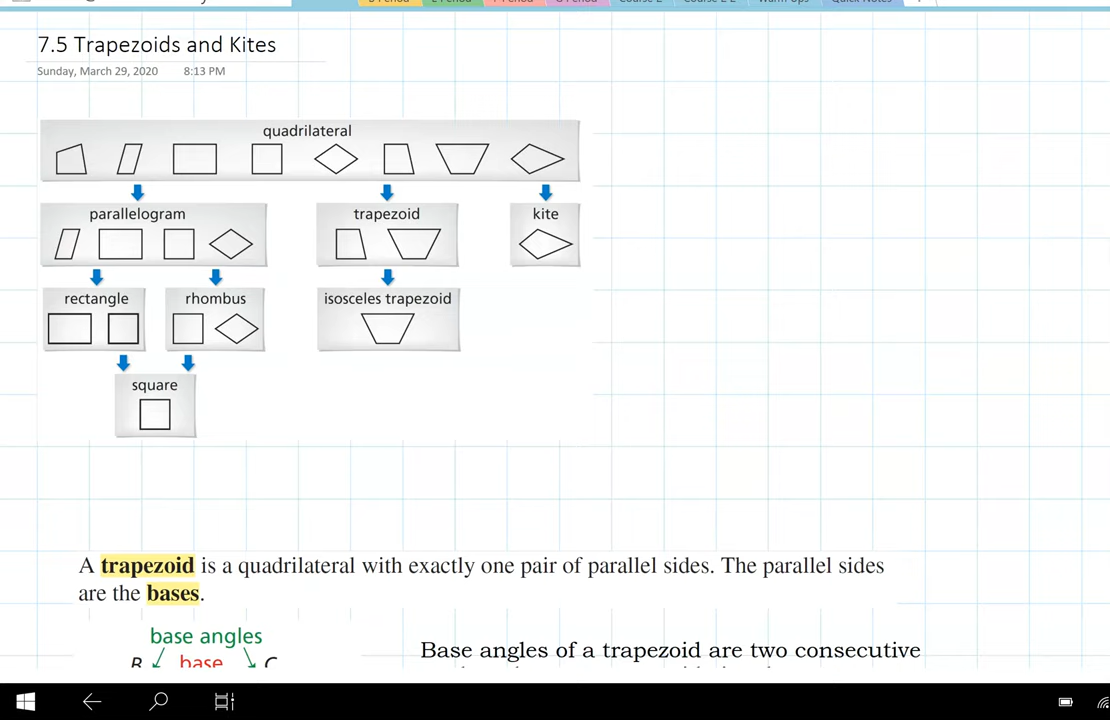 7.5 Trapezoids and Kites
Sunday, March 29, 2020 8:13 PM
quadrilateral
parallelogram trapezoid kite
rectangle rhombus isosceles trapezoid
square
A trapezoid is a quadrilateral with exactly one pair of parallel sides. The parallel sides
are the bases.
base angles
B base C
Base angles of a trapezoid are two consecutive